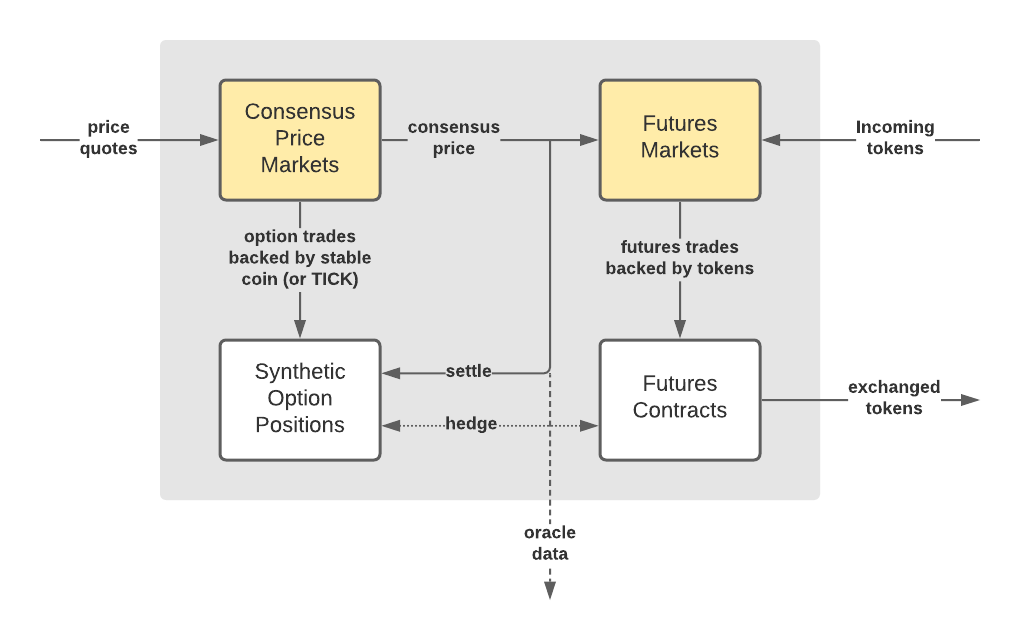 Consensus
Price
Markets
Futures
Markets
price
quotes
consensus
price
Incoming
tokens
option trades
backed by stable
coin (or TICK)
futures trades
backed by tokens
Synthetic
Option
Positions
settle
hedge
Futures
Contracts
exchanged
tokens
oracle
data